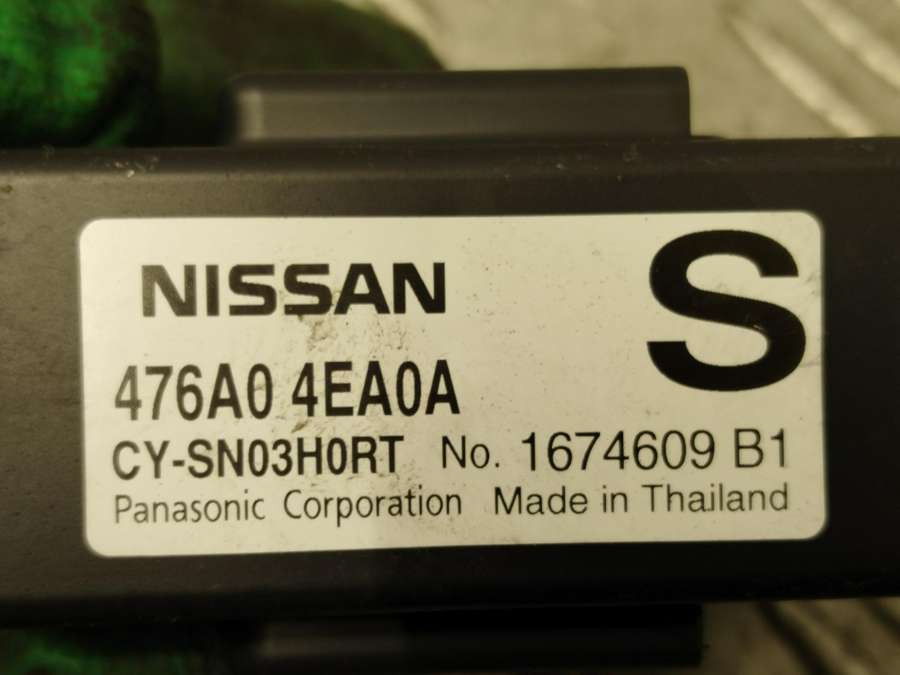 NISSAN
S
476A0 4EA0A
CY-SN03H0RT No. 1674609 B1
Panasonic Corporation Made in Thailand